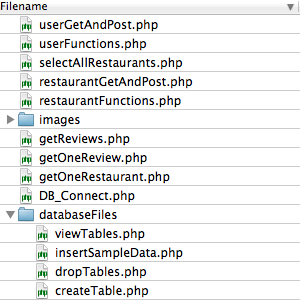 Filename
userGetAndPost.php
userFunctions.php
selectAllRestaurants.php
restaurantGetAndPost.php
restaurantFunctions.php
images
getReviews.php
getOneReview.php
getOneRestaurant.php
DB_Connect.php
databaseFiles
viewTables.php
insertSampleData.php
dropTables.php
createTable.php